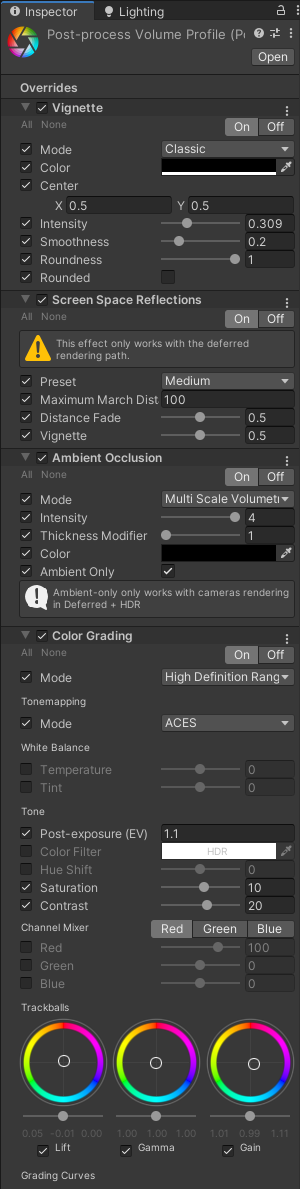 Inspector Lighting
Post-process Volume Profile (Po
Open
Overrides
Vignette
All None On Off
Mode Classic
Color
Center
X 0.5 Y 0.5
Intensity 0.309
Smoothness 0.2
Roundness 1
Rounded
Screen Space Reflections
All None On Off
This effect only works with the deferred
rendering path.
Preset Medium
Maximum March Dist 100
Distance Fade 0.5
Vignette 0.5
Ambient Occlusion
All None On Off
Mode Multi Scale Volumetr
Intensity 4
Thickness Modifier 1
Color
Ambient Only
Ambient-only only works with cameras rendering
in Deferred + HDR
Color Grading
All None On Off
Mode High Definition Rang
Tonemapping
Mode ACES
White Balance
Temperature 0
Tint 0
Tone
Post-exposure (EV) 1.1
Color Filter HDR
Hue Shift 0
Saturation 10
Contrast 20
Channel Mixer Red Green Blue
Red 100
Green 0
Blue 0
Trackballs
0.05 -0.01 0.00 1.00 1.00 1.00 1.01 0.99 1.11
Lift Gamma Gain
Grading Curves